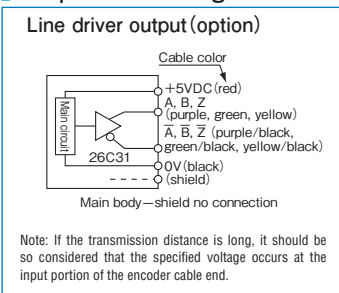 Line driver output(option)
Cable color
+5VDC(red)
A, B, Z
(purple, green, yellow)
A̅, B̅, Z̅ (purple/black,
green/black, yellow/black)
Main circuit
26C31
0V(black)
(shield)
Main body—shield no connection
Note: If the transmission distance is long, it should be
so considered that the specified voltage occurs at the
input portion of the encoder cable end.